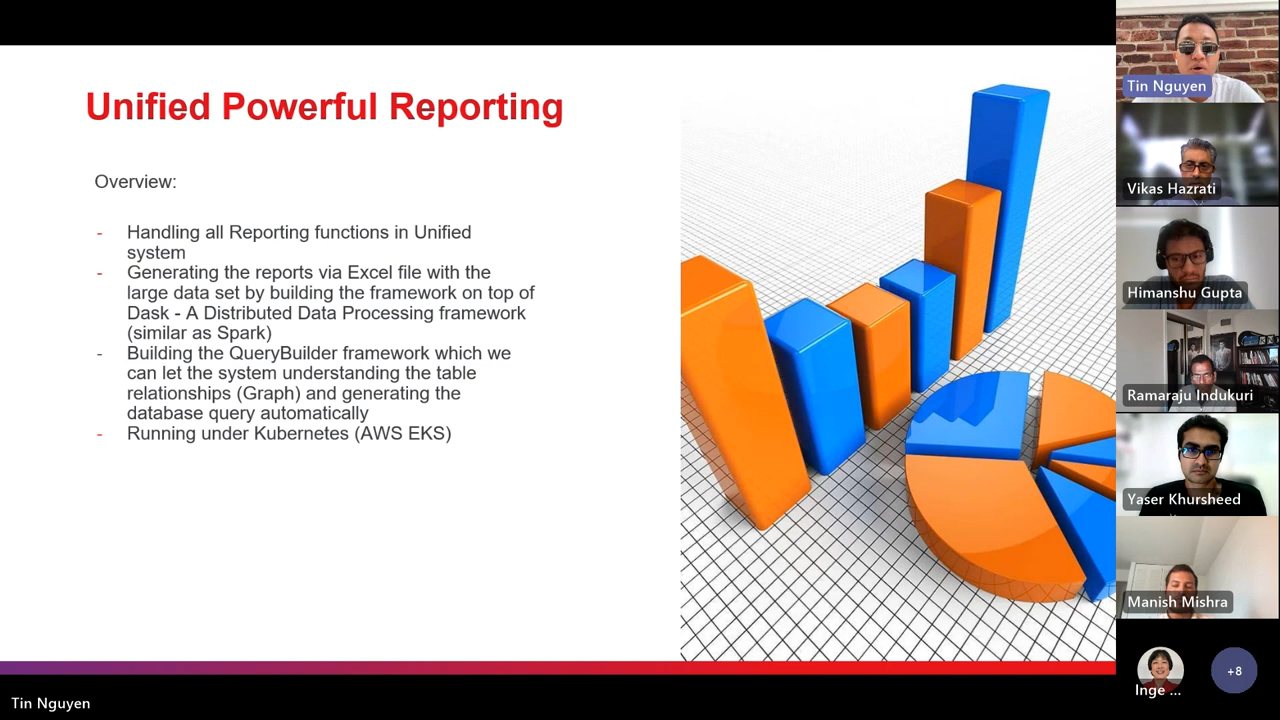 Unified Powerful Reporting
Overview:
- Handling all Reporting functions in Unified
system
- Generating the reports via Excel file with the
large data set by building the framework on top of
Dask - A Distributed Data Processing framework
(similar as Spark)
- Building the QueryBuilder framework which we
can let the system understanding the table
relationships (Graph) and generating the
database query automatically
- Running under Kubernetes (AWS EKS)
Tin Nguyen
Vikas Hazrati
Himanshu Gupta
Ramaraju Indukuri
Yaser Khursheed
Manish Mishra
Inge ...
+8
Tin Nguyen